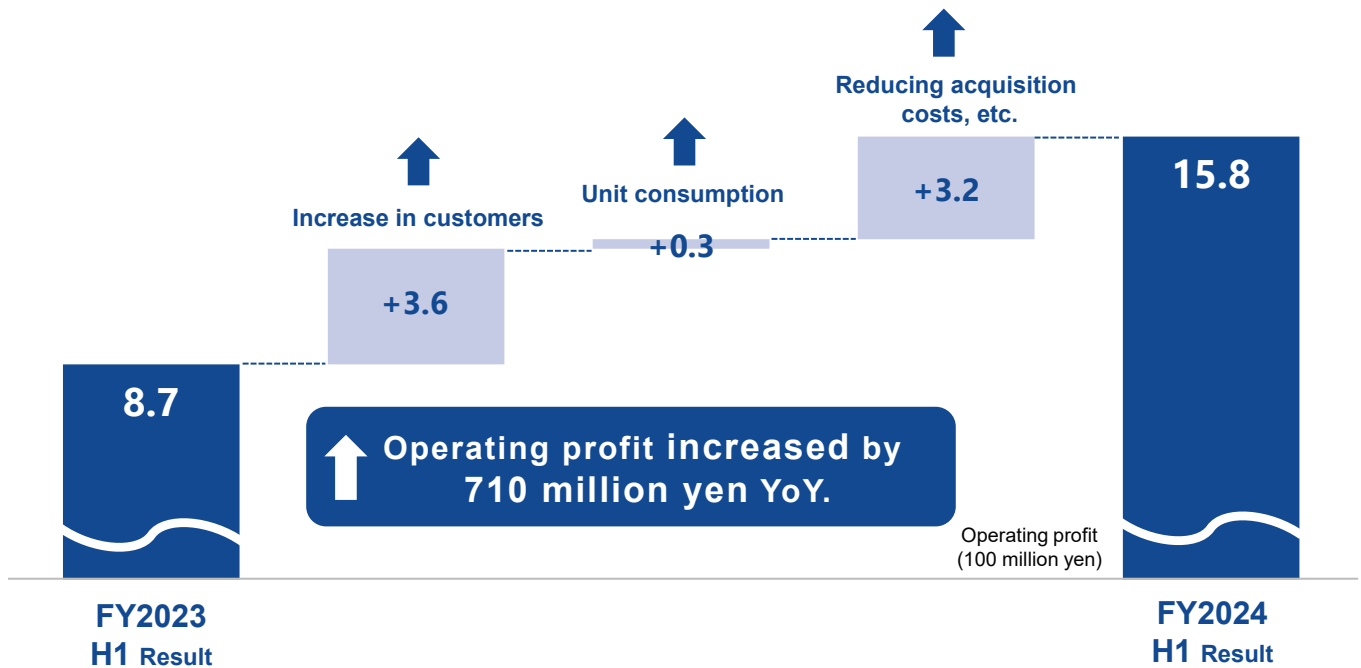 Reducing acquisition
costs, etc.
Unit consumption
Increase in customers
8.7
+3.6
+0.3
+3.2
15.8
Operating profit increased by
710 million yen YoY.
Operating profit
(100 million yen)
FY2023
H1 Result
FY2024
H1 Result